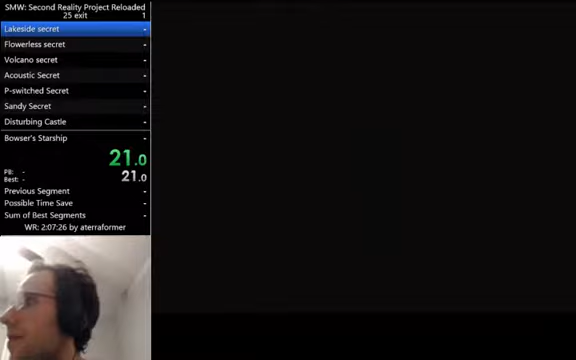 SMW: Second Reality Project Reloaded
25 exit 1
Lakeside secret -
Flowerless secret -
Volcano secret -
Acoustic Secret -
P-switched Secret -
Sandy Secret -
Disturbing Castle -
Bowser's Starship -
21.0
PB: -
Best: - 21.0
Previous Segment -
Possible Time Save -
Sum of Best Segments -
WR: 2:07:26 by aterraformer